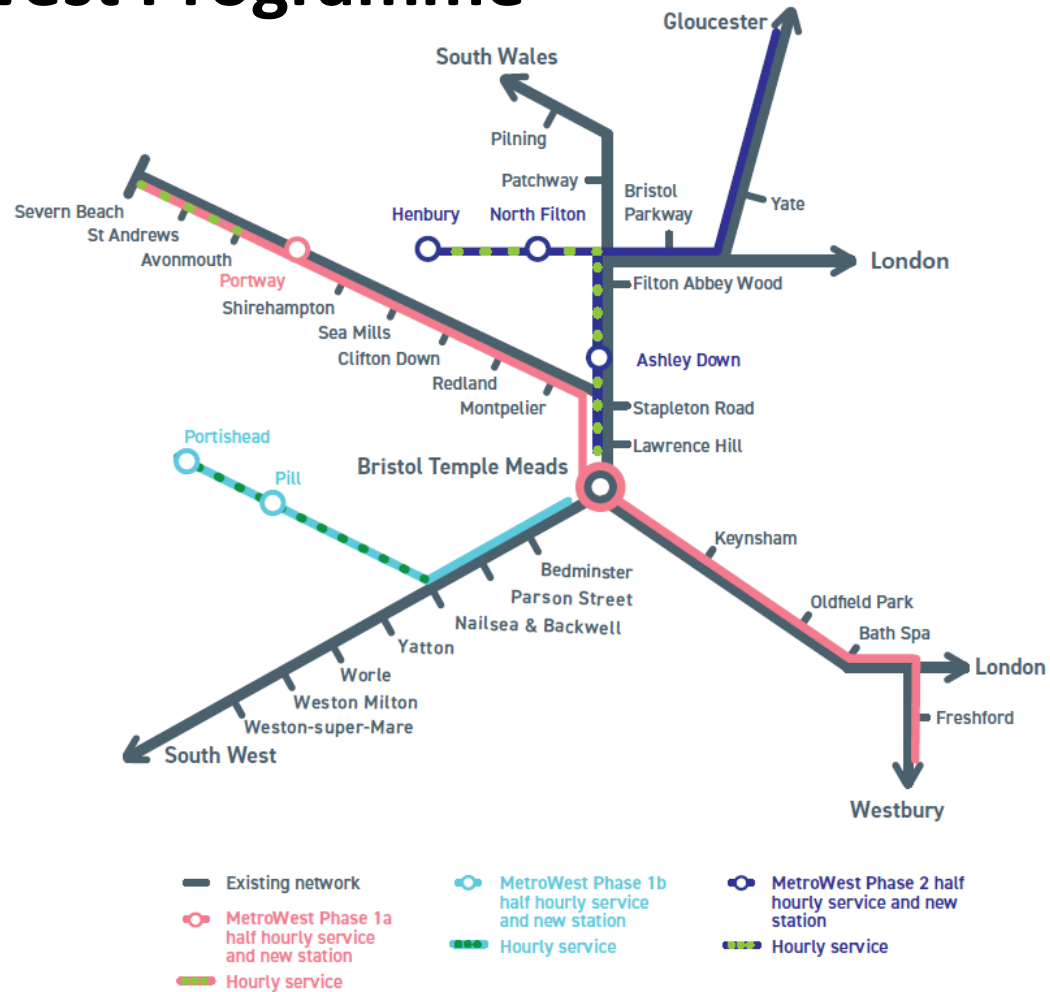 West Programme
Gloucester
South Wales
Pilning
Patchway
Bristol
Parkway
Yate
Henbury
North Filton
London
Filton Abbey Wood
Severn Beach
St Andrews
Avonmouth
Portway
Shirehampton
Sea Mills
Clifton Down
Redland
Montpelier
Ashley Down
Stapleton Road
Lawrence Hill
Portishead
Pill
Bristol Temple Meads
Keynsham
Oldfield Park
Bath Spa
London
Freshford
Westbury
Bedminster
Parson Street
Nailsea & Backwell
Yatton
Worle
Weston Milton
Weston-super-Mare
South West
Existing network
MetroWest Phase 1a
half hourly service
and new station
Hourly service
MetroWest Phase 1b
half hourly service
and new station
Hourly service
MetroWest Phase 2 half
hourly service and new
station
Hourly service